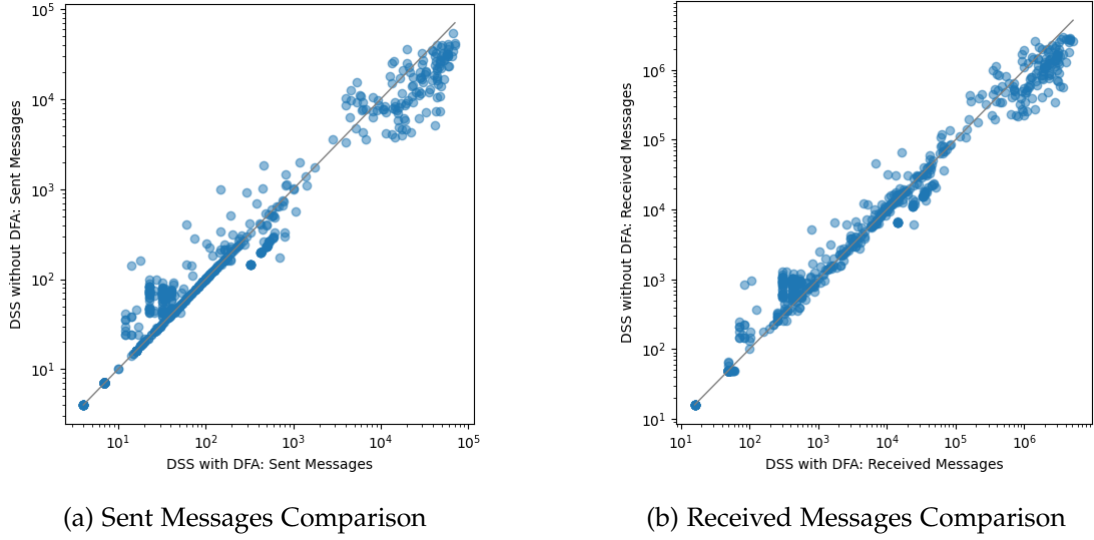 10^5
10^4
10^3
10^2
10^1
DSS without DFA: Sent Messages
10^1 10^2 10^3 10^4 10^5
DSS with DFA: Sent Messages
(a) Sent Messages Comparison
10^6
10^5
10^4
10^3
10^2
10^1
DSS without DFA: Received Messages
10^1 10^2 10^3 10^4 10^5 10^6
DSS with DFA: Received Messages
(b) Received Messages Comparison